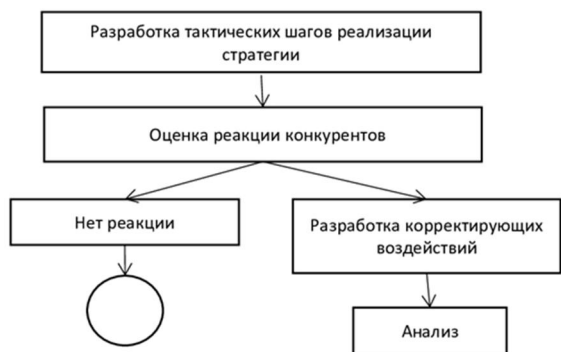 Разработка тактических шагов реализации
стратегии
Оценка реакции конкурентов
Нет реакции
Разработка корректирующих
воздействий
Анализ